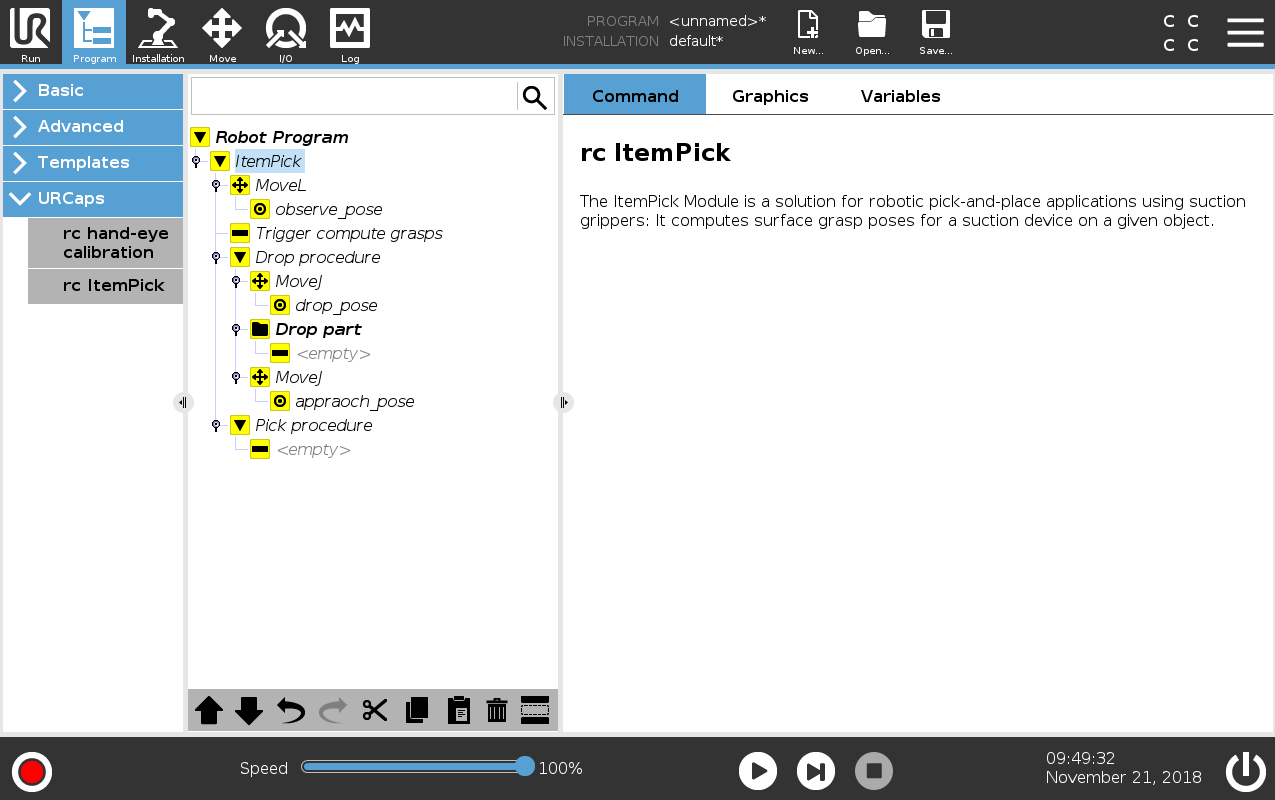 UR
Run
Program
Installation
Move
I/O
Log
PROGRAM <unnamed>*
INSTALLATION default*
New...
Open...
Save...
C C
C C
Basic
Advanced
Templates
URCaps
rc hand-eye
calibration
rc ItemPick
Robot Program
ItemPick
MoveL
observe_pose
Trigger compute grasps
Drop procedure
MoveJ
drop_pose
Drop part
<empty>
MoveJ
appraoch_pose
Pick procedure
<empty>
Command Graphics Variables
rc ItemPick
The ItemPick Module is a solution for robotic pick-and-place applications using suction
grippers: It computes surface grasp poses for a suction device on a given object.
Speed 100%
09:49:32
November 21, 2018